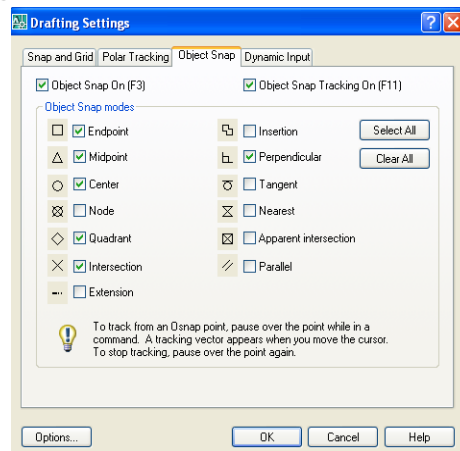 Drafting Settings
Snap and Grid Polar Tracking Object Snap Dynamic Input
Object Snap On (F3) Object Snap Tracking On (F11)
Object Snap modes
Endpoint Insertion Select All
Midpoint Perpendicular Clear All
Center Tangent
Node Nearest
Quadrant Apparent intersection
Intersection Parallel
Extension
To track from an Osnap point, pause over the point while in a
command. A tracking vector appears when you move the cursor.
To stop tracking, pause over the point again.
Options... OK Cancel Help